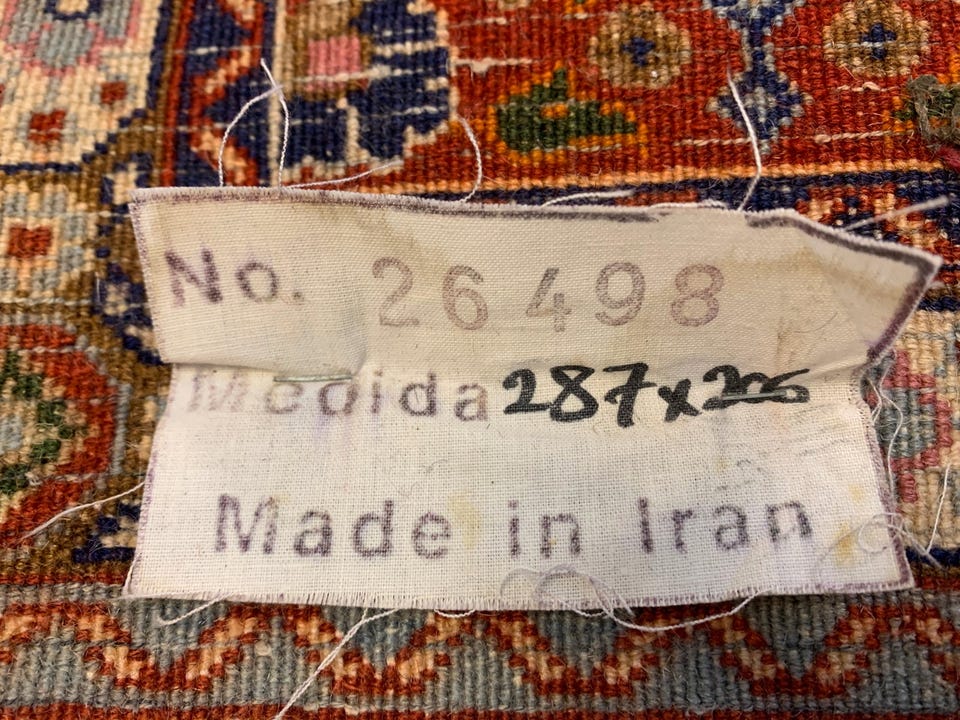 No. 26498
Medida 287x
Made in Iran